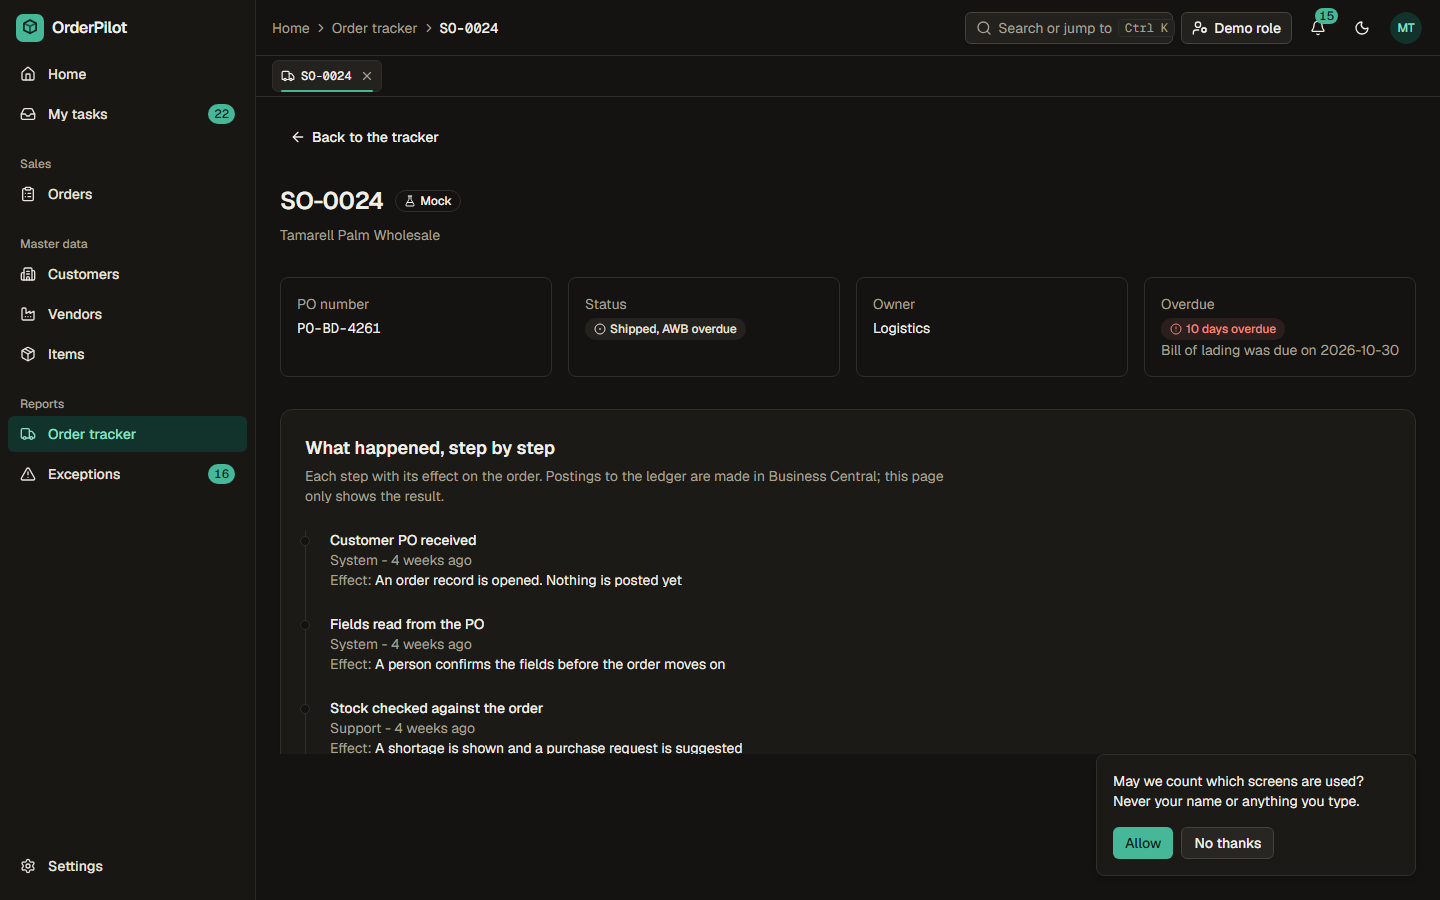 OrderPilot
Home
My tasks
22
Sales
Orders
Master data
Customers
Vendors
Items
Reports
Order tracker
Exceptions
16
Settings
Home > Order tracker > SO-0024
Search or jump to
Ctrl K
Demo role
15
MT
SO-0024
Back to the tracker
SO-0024
Mock
Tamarell Palm Wholesale
PO number
PO-BD-4261
Status
Shipped, AWB overdue
Owner
Logistics
Overdue
10 days overdue
Bill of lading was due on 2026-10-30
What happened, step by step
Each step with its effect on the order. Postings to the ledger are made in Business Central; this page
only shows the result.
Customer PO received
System - 4 weeks ago
Effect: An order record is opened. Nothing is posted yet
Fields read from the PO
System - 4 weeks ago
Effect: A person confirms the fields before the order moves on
Stock checked against the order
Support - 4 weeks ago
Effect: A shortage is shown and a purchase request is suggested
May we count which screens are used?
Never your name or anything you type.
Allow
No thanks